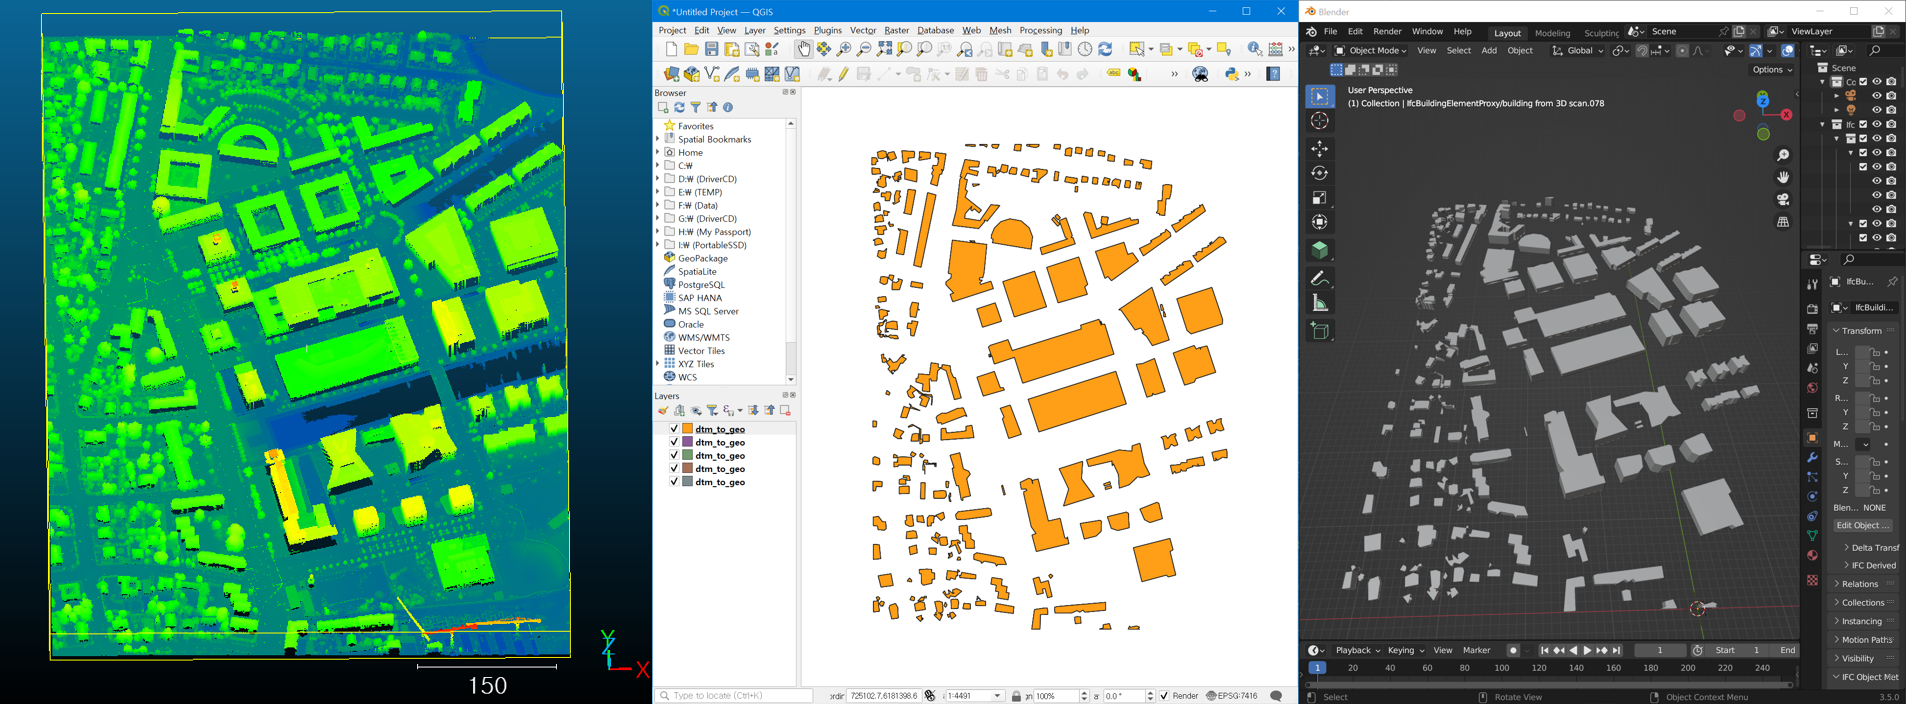 Y
Z
X
150
*Untitled Project — QGIS
Project Edit View Layer Settings Plugins Vector Raster Database Web Mesh Processing Help
Browser
Favorites
Spatial Bookmarks
Home
C:₩
D:₩ (DriverCD)
E:₩ (TEMP)
F:₩ (Data)
G:₩ (DriverCD)
H:₩ (My Passport)
I:₩ (PortableSSD)
GeoPackage
SpatiaLite
PostgreSQL
SAP HANA
MS SQL Server
Oracle
WMS/WMTS
Vector Tiles
XYZ Tiles
WCS
Layers
dtm_to_geo
dtm_to_geo
dtm_to_geo
dtm_to_geo
dtm_to_geo
Type to locate (Ctrl+K)
ordir 725102.7,6181398.6 1:4491 100% 0.0 ° Render EPSG:7416
Blender
File Edit Render Window Help Layout Modeling Sculpting Scene ViewLayer
Object Mode View Select Add Object Global
Options
User Perspective
(1) Collection | IfcBuildingElementProxy/building from 3D scan.078
Z
X
Scene
Cc
Ifc
IfcBu...
IfcBuildi...
Transform
L...
Y
Z
R...
Y
Z
M...
S...
Y
Z
Blen... NONE
Edit Object ...
Delta Transf
IFC Derived
Relations
Collections
Instancing
Motion Paths
Visibility
IFC Object Met
Playback Keying View Marker 1 Start 1 End
1 20 40 60 80 100 120 140 160 180 200 220 240
Select Rotate View Object Context Menu 3.5.0